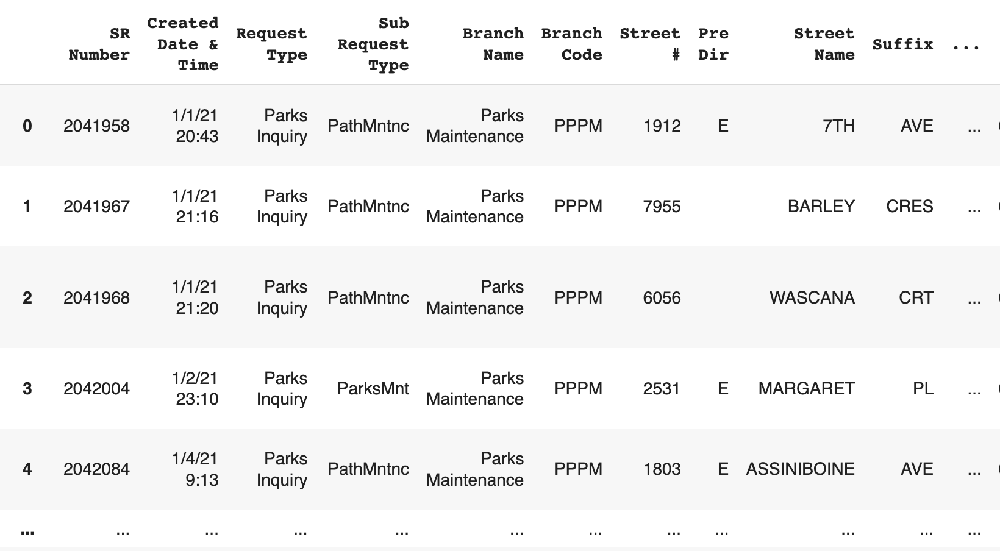 SR Number Created Date & Time Request Type Sub Request Type Branch Name Branch Code Street # Pre Dir Street Name Suffix ...
0 2041958 1/1/21 20:43 Parks Inquiry PathMntnc Parks Maintenance PPPM 1912 E 7TH AVE ...
1 2041967 1/1/21 21:16 Parks Inquiry PathMntnc Parks Maintenance PPPM 7955 BARLEY CRES ...
2 2041968 1/1/21 21:20 Parks Inquiry PathMntnc Parks Maintenance PPPM 6056 WASCANA CRT ...
3 2042004 1/2/21 23:10 Parks Inquiry ParksMnt Parks Maintenance PPPM 2531 E MARGARET PL ...
4 2042084 1/4/21 9:13 Parks Inquiry PathMntnc Parks Maintenance PPPM 1803 E ASSINIBOINE AVE ...
... ... ... ... ... ... ... ... ... ... ... ...